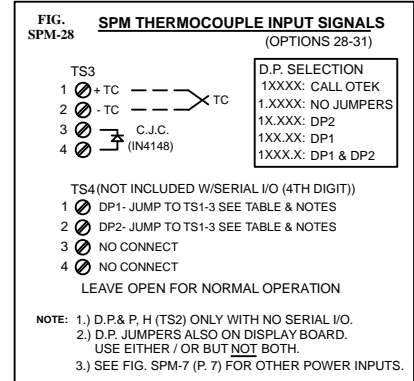 FIG.
SPM-28
SPM THERMOCOUPLE INPUT SIGNALS
(OPTIONS 28-31)
TS3
1 + TC
2 - TC
TC
3
4
C.J.C.
(IN4148)
D.P. SELECTION
1XXXX: CALL OTEK
1.XXXX: NO JUMPERS
1X.XXX: DP2
1XX.XX: DP1
1XXX.X: DP1 & DP2
TS4 (NOT INCLUDED W/SERIAL I/O (4TH DIGIT))
1 DP1- JUMP TO TS1-3 SEE TABLE & NOTES
2 DP2- JUMP TO TS1-3 SEE TABLE & NOTES
3 NO CONNECT
4 NO CONNECT
LEAVE OPEN FOR NORMAL OPERATION
NOTE: 1.) D.P.& P, H (TS2) ONLY WITH NO SERIAL I/O.
2.) D.P. JUMPERS ALSO ON DISPLAY BOARD.
USE EITHER / OR BUT NOT BOTH.
3.) SEE FIG. SPM-7 (P. 7) FOR OTHER POWER INPUTS.